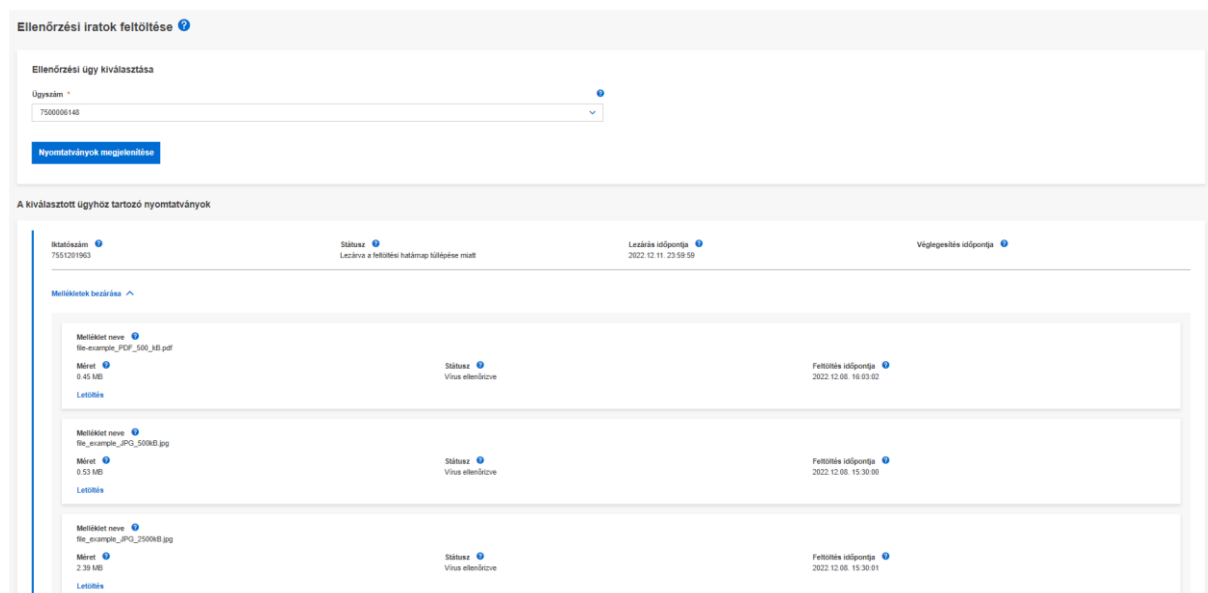 Ellenőrzési iratok feltöltése
Ellenőrzési ügy kiválasztása
Ügyszám *
7500006148
Nyomtatványok megjelenítése
A kiválasztott ügyhöz tartozó nyomtatványok
Iktatószám Státusz Lezárás időpontja Véglegesítés időpontja
7551201963 Lezárva a feltöltési határnap túllépése miatt 2022.12.11. 23:59:59
Mellékletek bezárása
Melléklet neve
file-example_PDF_500_kB.pdf
Méret Státusz Feltöltés időpontja
0.45 MB Vírus ellenőrizve 2022.12.08. 16:03:02
Letöltés
Melléklet neve
file_example_JPG_500kB.jpg
Méret Státusz Feltöltés időpontja
0.53 MB Vírus ellenőrizve 2022.12.08. 15:30:00
Letöltés
Melléklet neve
file_example_JPG_2500kB.jpg
Méret Státusz Feltöltés időpontja
2.39 MB Vírus ellenőrizve 2022.12.08. 15:30:01
Letöltés